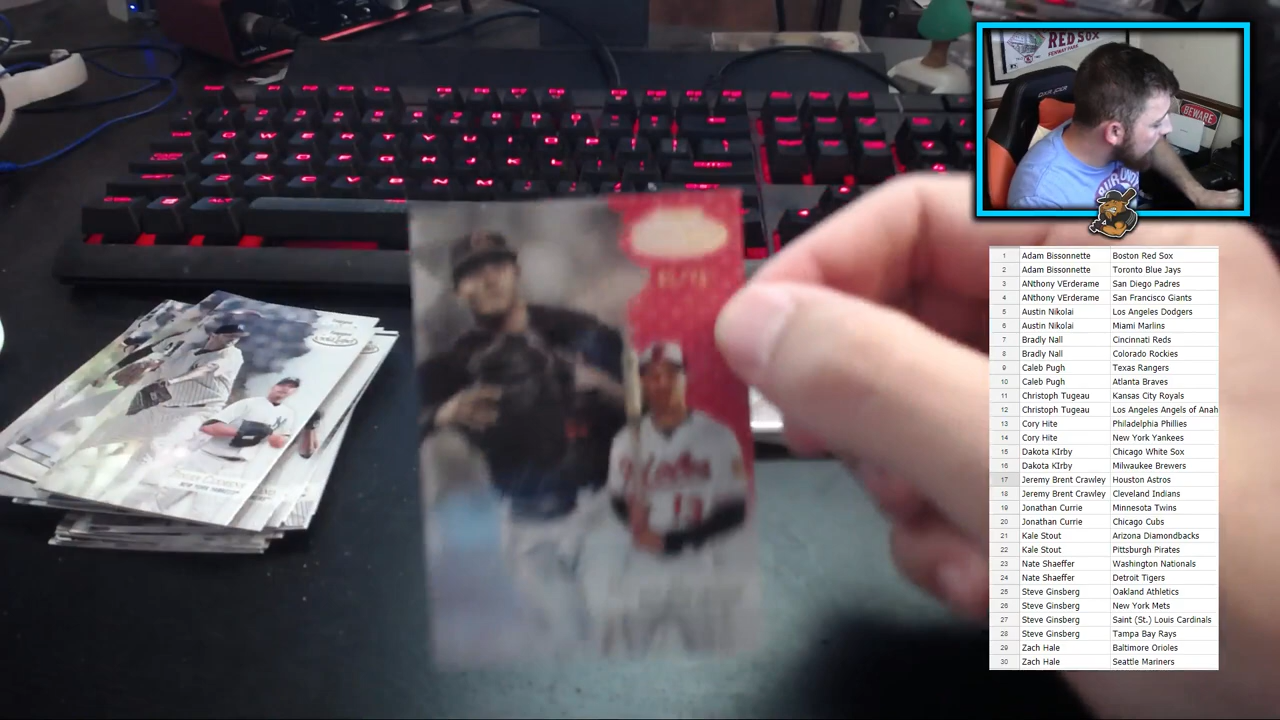 RED SOX
FENWAY PARK
BEWARE
1 Adam Bissonnette Boston Red Sox
2 Adam Bissonnette Toronto Blue Jays
3 ANthony VErderame San Diego Padres
4 ANthony VErderame San Francisco Giants
5 Austin Nikolai Los Angeles Dodgers
6 Austin Nikolai Miami Marlins
7 Bradly Nall Cincinnati Reds
8 Bradly Nall Colorado Rockies
9 Caleb Pugh Texas Rangers
10 Caleb Pugh Atlanta Braves
11 Christoph Tugeau Kansas City Royals
12 Christoph Tugeau Los Angeles Angels of Anah
13 Cory Hite Philadelphia Phillies
14 Cory Hite New York Yankees
15 Dakota KIrby Chicago White Sox
16 Dakota KIrby Milwaukee Brewers
17 Jeremy Brent Crawley Houston Astros
18 Jeremy Brent Crawley Cleveland Indians
19 Jonathan Currie Minnesota Twins
20 Jonathan Currie Chicago Cubs
21 Kale Stout Arizona Diamondbacks
22 Kale Stout Pittsburgh Pirates
23 Nate Shaeffer Washington Nationals
24 Nate Shaeffer Detroit Tigers
25 Steve Ginsberg Oakland Athletics
26 Steve Ginsberg New York Mets
27 Steve Ginsberg Saint (St.) Louis Cardinals
28 Steve Ginsberg Tampa Bay Rays
29 Zach Hale Baltimore Orioles
30 Zach Hale Seattle Mariners